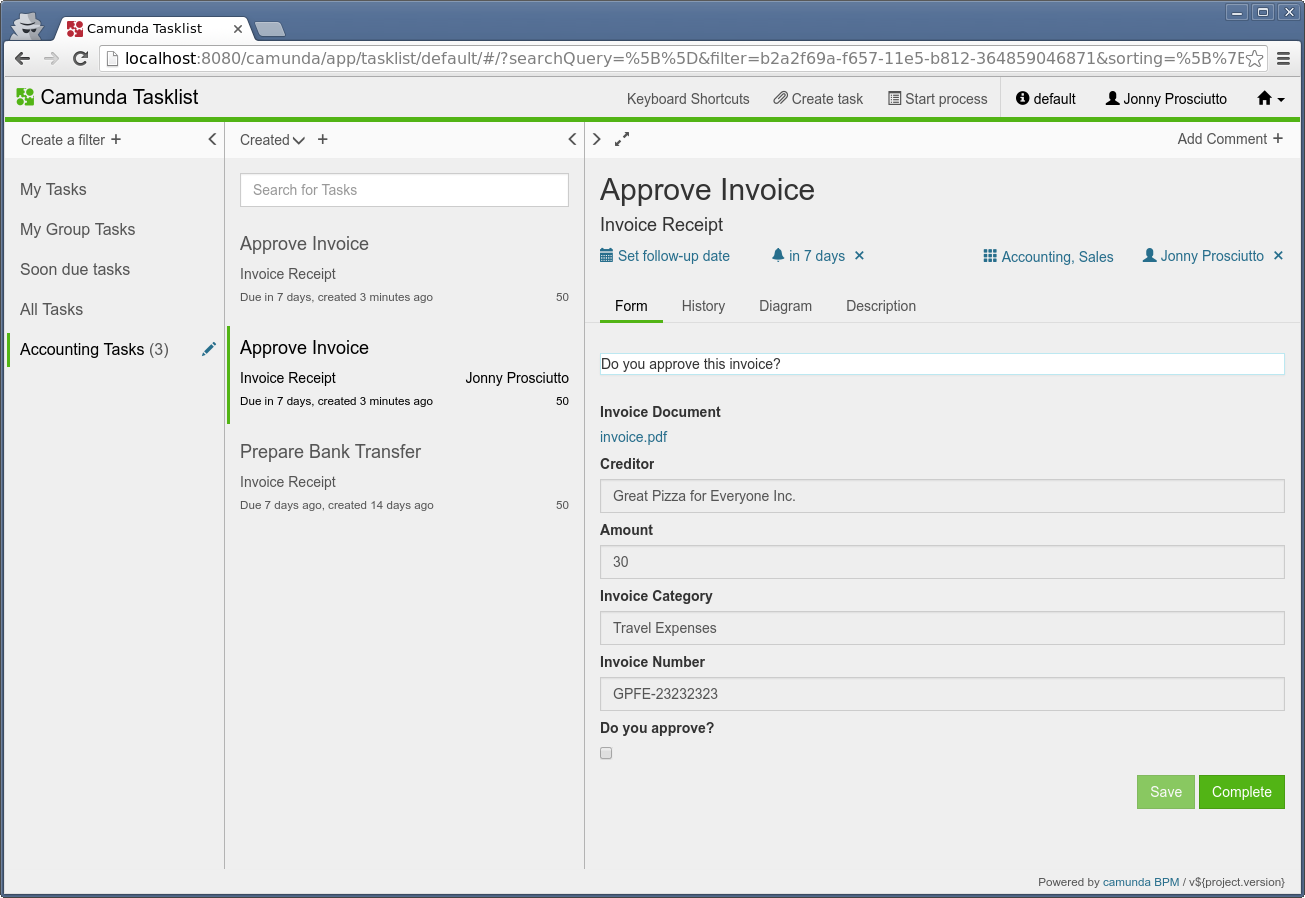 Camunda Tasklist
localhost:8080/camunda/app/tasklist/default/#/?searchQuery=%5B%5D&filter=b2a2f69a-f657-11e5-b812-364859046871&sorting=%5B%7B
Camunda Tasklist
Keyboard Shortcuts
Create task
Start process
default
Jonny Prosciutto
Create a filter +
My Tasks
My Group Tasks
Soon due tasks
All Tasks
Accounting Tasks (3)
Created
+
Search for Tasks
Approve Invoice
Invoice Receipt
Due in 7 days, created 3 minutes ago
50
Approve Invoice
Invoice Receipt
Jonny Prosciutto
Due in 7 days, created 3 minutes ago
50
Prepare Bank Transfer
Invoice Receipt
Due 7 days ago, created 14 days ago
50
Add Comment +
Approve Invoice
Invoice Receipt
Set follow-up date
in 7 days
Accounting, Sales
Jonny Prosciutto
Form
History
Diagram
Description
Do you approve this invoice?
Invoice Document
invoice.pdf
Creditor
Great Pizza for Everyone Inc.
Amount
30
Invoice Category
Travel Expenses
Invoice Number
GPFE-23232323
Do you approve?
Save
Complete
Powered by camunda BPM / v${project.version}